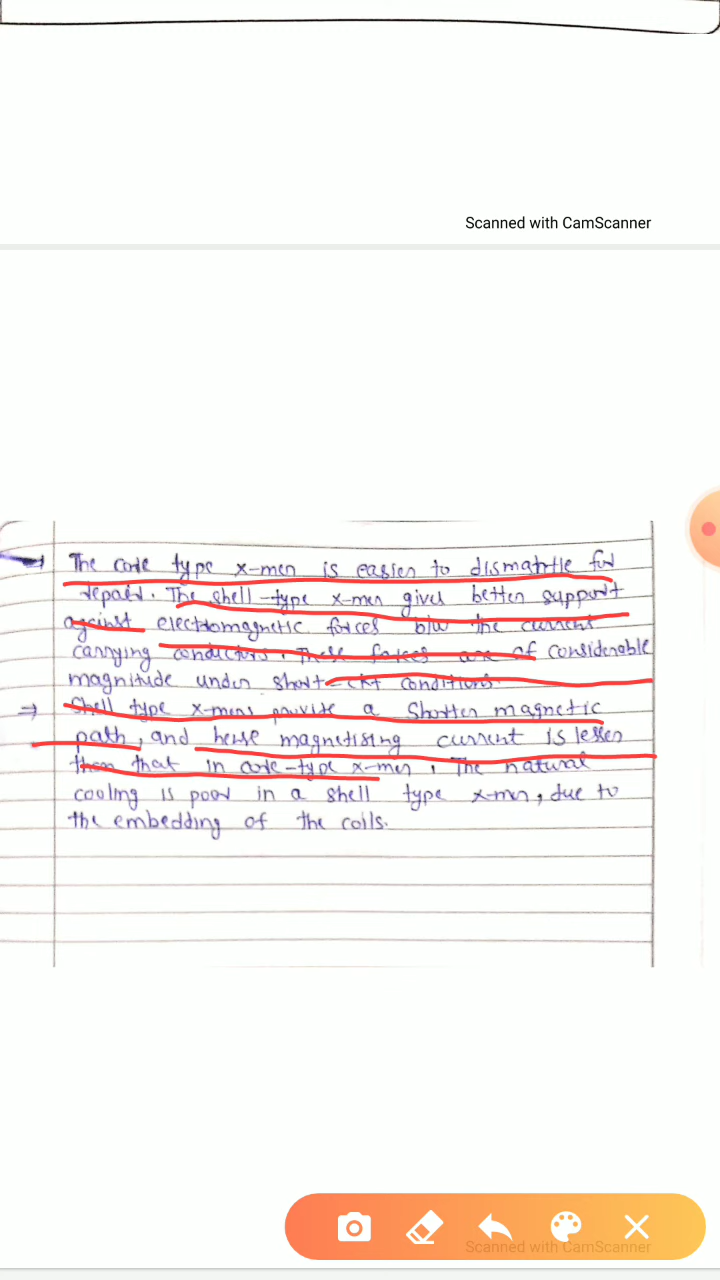 Scanned with CamScanner
→ The core type x-mer is easier to dismantle for
repair. The shell-type x-mer gives better support
against electromagnetic forces b/w the current
carrying conductors. These forces are of considerable
magnitude under short-ckt conditions.
⇒ Shell type x-mers provide a shorter magnetic
path, and hense magnetising current is lesser
than that in core-type x-mer. The natural
cooling is poor in a shell type x-mer, due to
the embedding of the coils.
Scanned with CamScanner